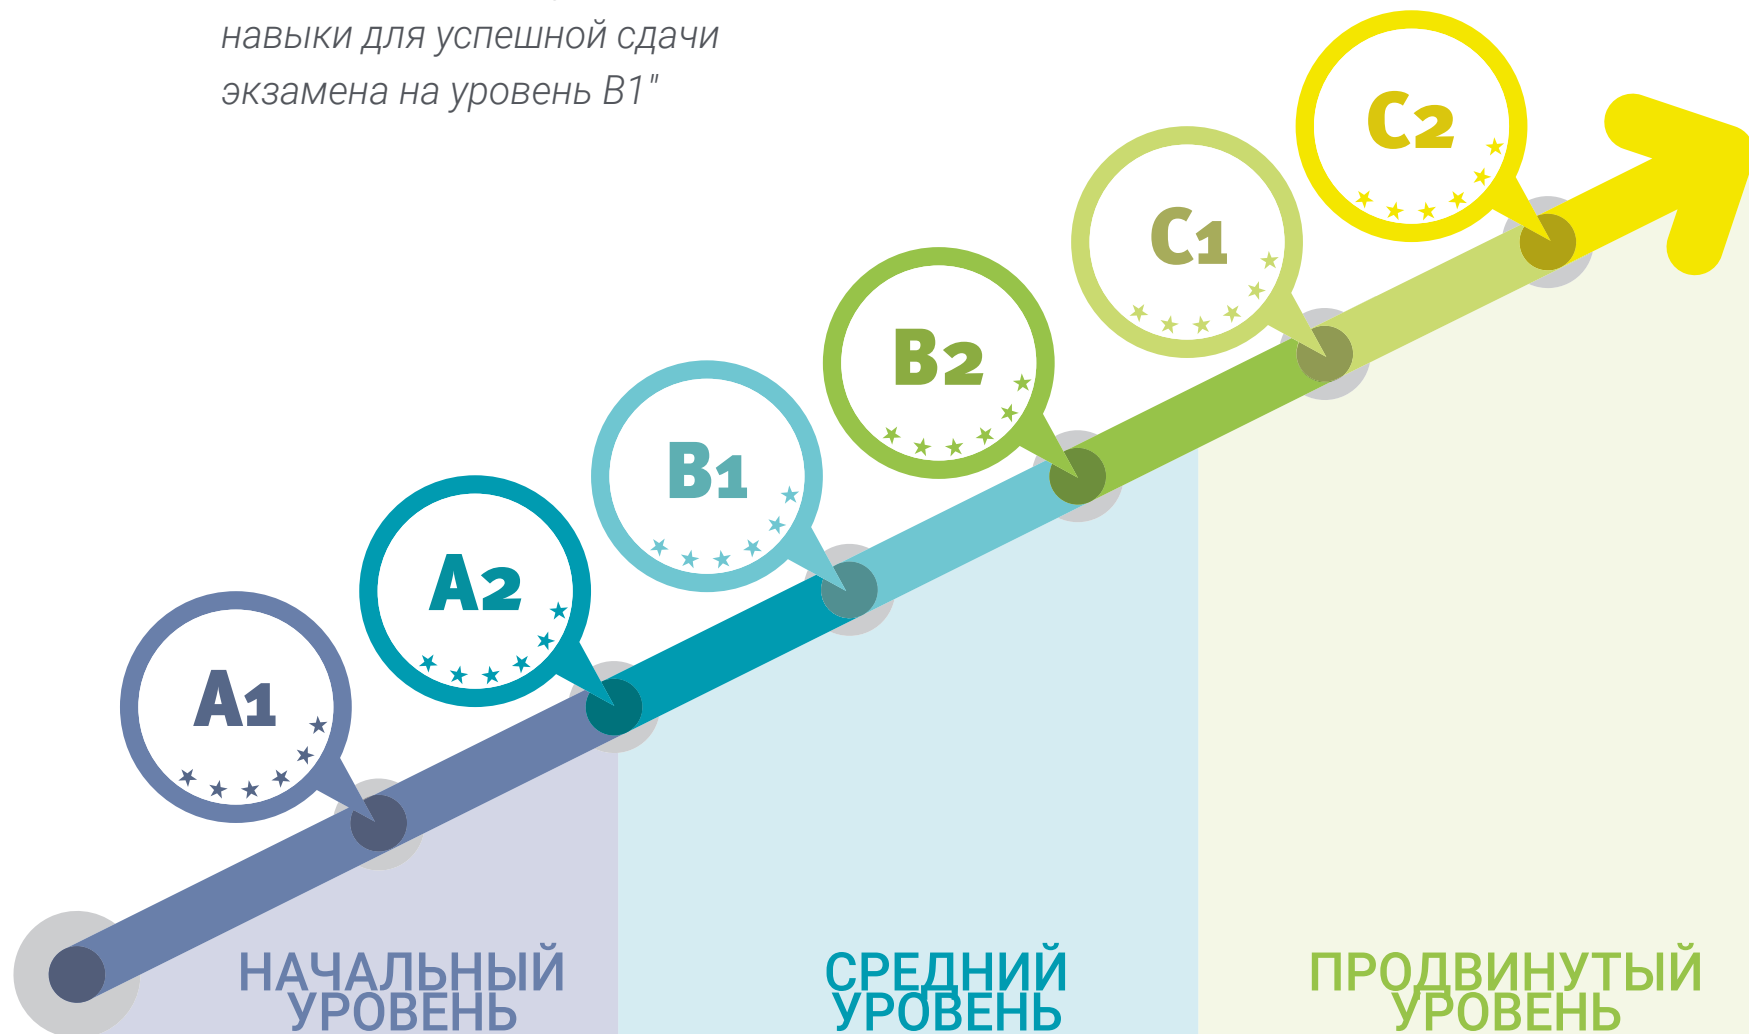 навыки для успешной сдачи
экзамена на уровень B1"
C2
C1
B2
B1
A2
A1
НАЧАЛЬНЫЙ
УРОВЕНЬ
СРЕДНИЙ
УРОВЕНЬ
ПРОДВИНУТЫЙ
УРОВЕНЬ